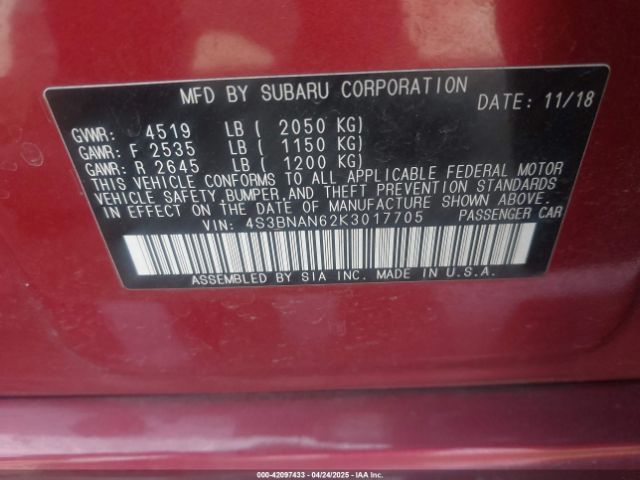 MFD BY SUBARU CORPORATION
DATE: 11/18
GVWR: 4519 LB ( 2050 KG)
GAWR: F 2535 LB ( 1150 KG)
GAWR: R 2645 LB ( 1200 KG)
THIS VEHICLE CONFORMS TO ALL APPLICABLE FEDERAL MOTOR
VEHICLE SAFETY, BUMPER, AND THEFT PREVENTION STANDARDS
IN EFFECT ON THE DATE OF MANUFACTURE SHOWN ABOVE.
VIN: 4S3BNAN62K3017705 PASSENGER CAR
ASSEMBLED BY SIA INC. MADE IN U.S.A.
000-42097433 - 04/24/2025 - IAA Inc.